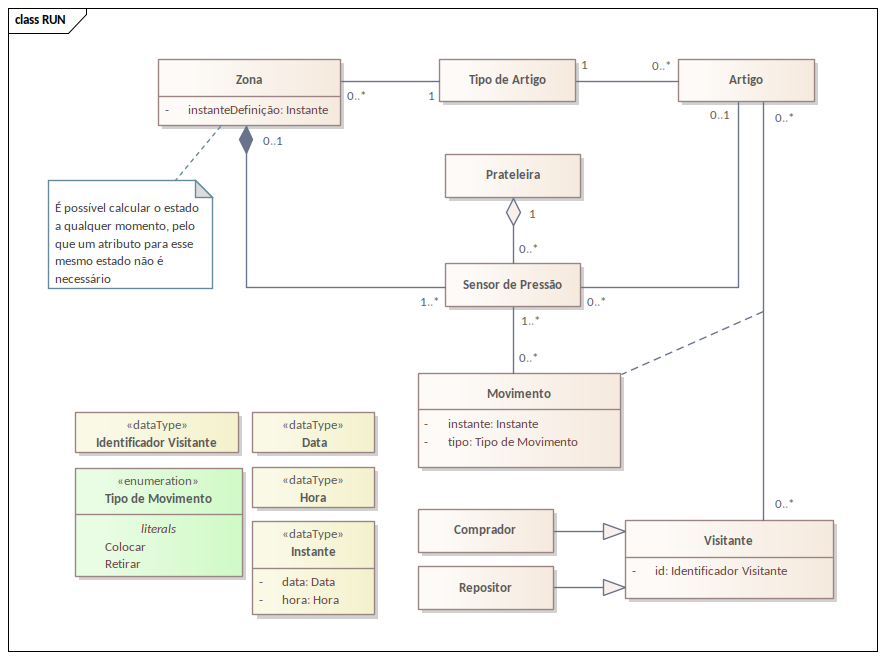 class RUN
Zona
- instanteDefinição: Instante
0..*
1
Tipo de Artigo
1
0..*
Artigo
0..1
0..*
0..1
É possível calcular o estado
a qualquer momento, pelo
que um atributo para esse
mesmo estado não é
necessário
Prateleira
1
0..*
Sensor de Pressão
1..*
0..*
1..*
0..*
Movimento
- instante: Instante
- tipo: Tipo de Movimento
«dataType»
Identificador Visitante
«dataType»
Data
«enumeration»
Tipo de Movimento
literals
Colocar
Retirar
«dataType»
Hora
«dataType»
Instante
- data: Data
- hora: Hora
0..*
Comprador
Repositor
Visitante
- id: Identificador Visitante